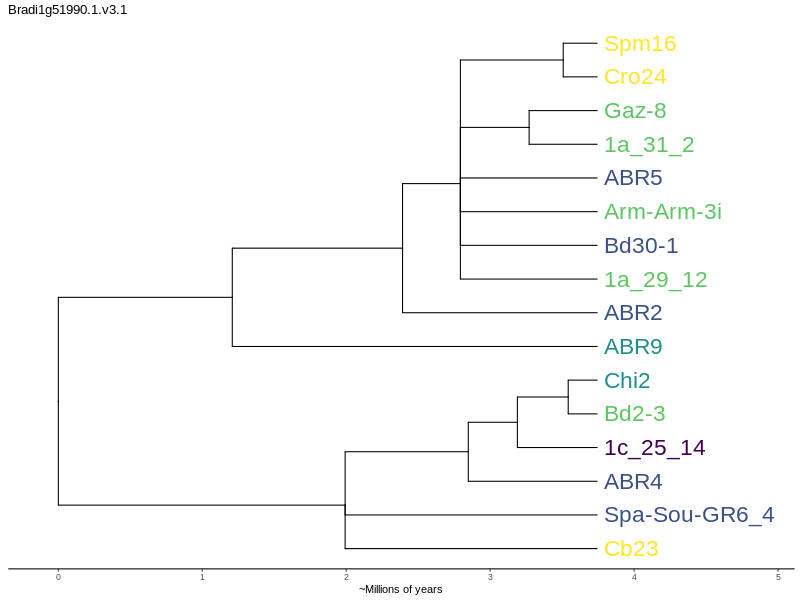 Bradi1g51990.1.v3.1
Spm16
Cro24
Gaz-8
1a_31_2
ABR5
Arm-Arm-3i
Bd30-1
1a_29_12
ABR2
ABR9
Chi2
Bd2-3
1c_25_14
ABR4
Spa-Sou-GR6_4
Cb23
0 1 2 3 4 5
~Millions of years